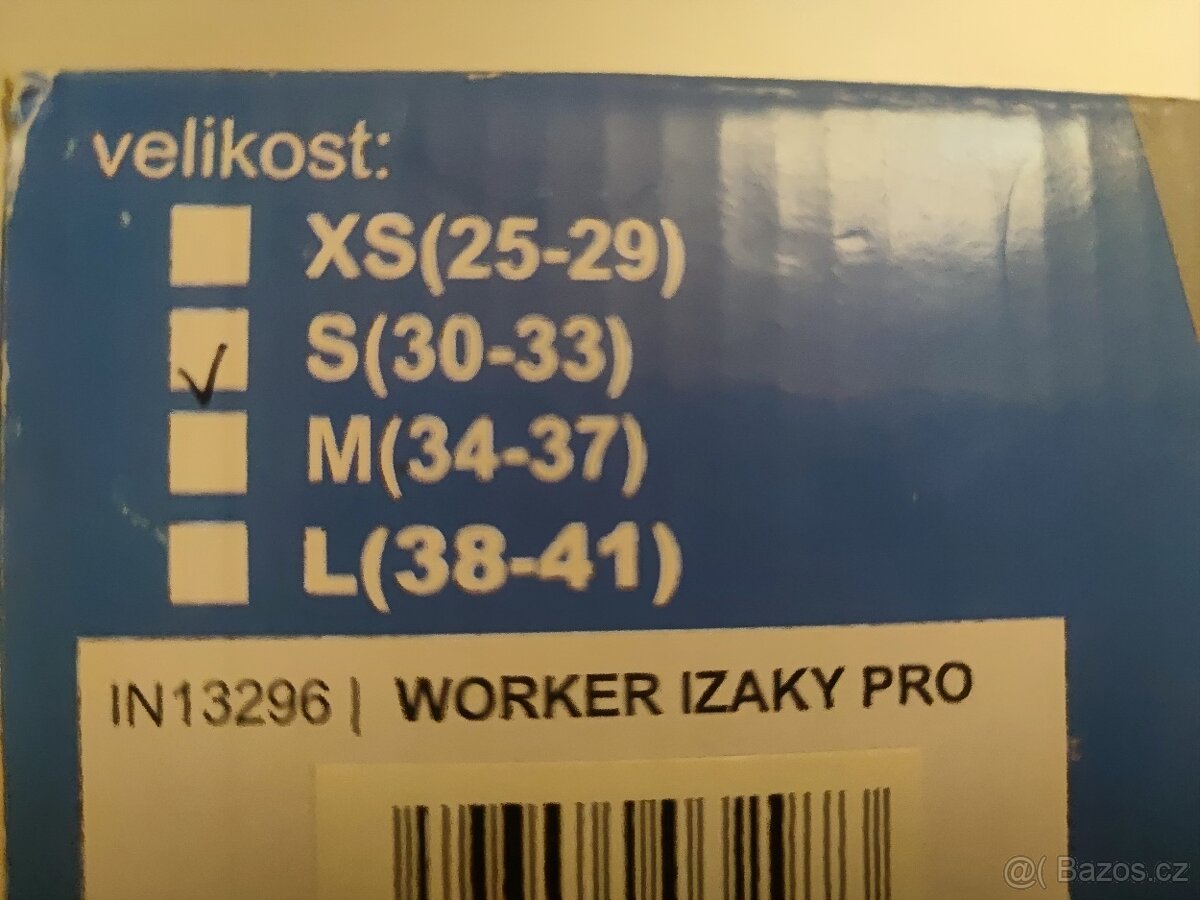 velikost:
XS(25-29)
S(30-33)
M(34-37)
L(38-41)
IN13296 | WORKER IZAKY PRO
@( Bazos.cz